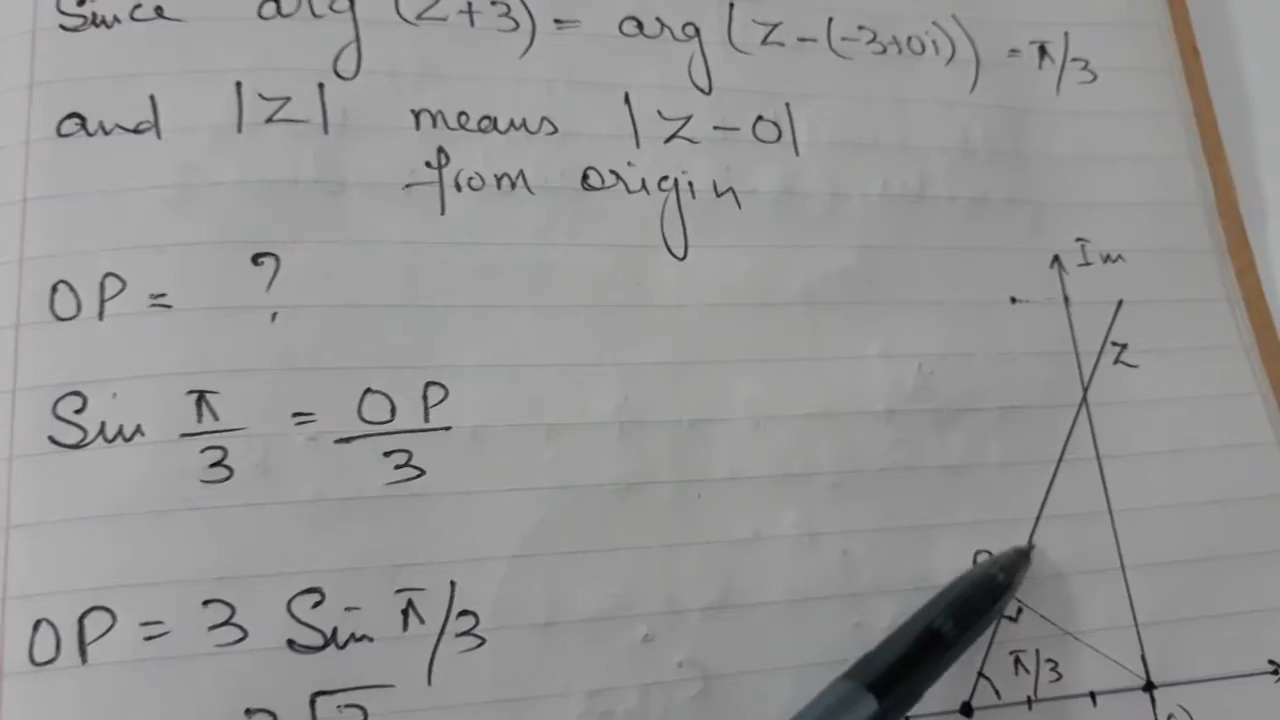 Since arg (z+3) = arg (z-(-3+0i)) = π/3
and |z| means |z-0|
from origin
OP = ?
Sin π/3 = OP/3
OP = 3 Sin π/3
Im
z
π/3